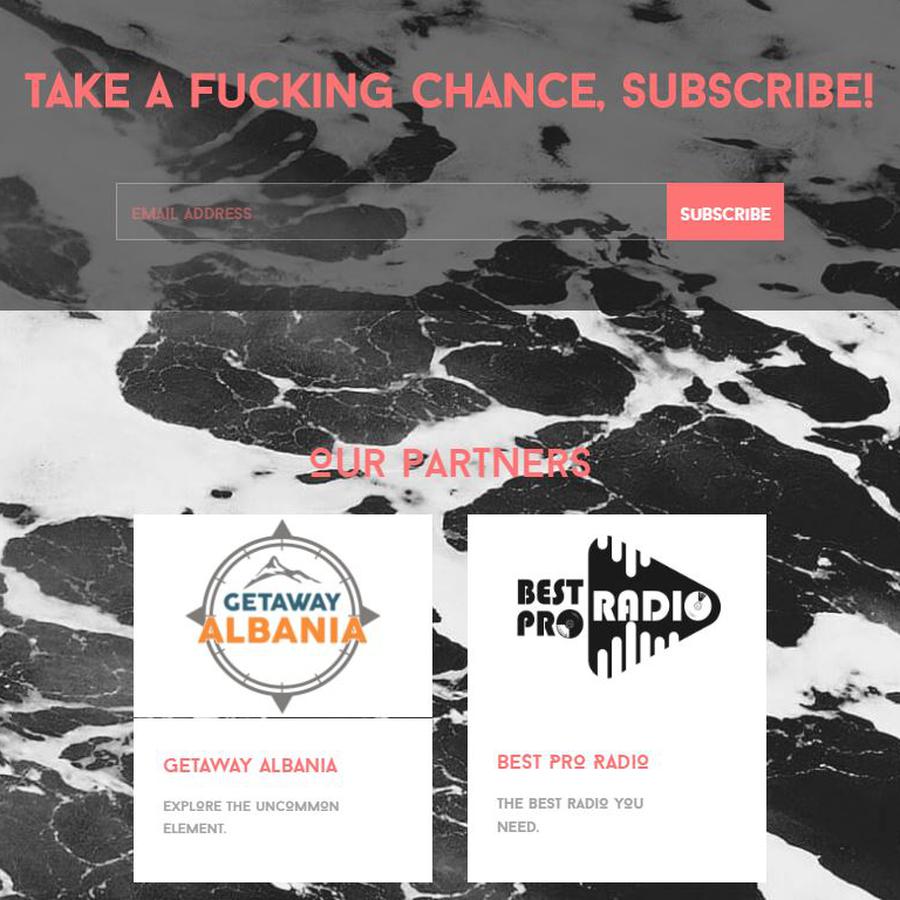 TAKE A FUCKING CHANCE, SUBSCRIBE!
EMAIL ADDRESS
SUBSCRIBE
OUR PARTNERS
GETAWAY
ALBANIA
BEST
PRO
RADIO
GETAWAY ALBANIA
EXPLORE THE UNCOMMON
ELEMENT.
BEST PRO RADIO
THE BEST RADIO YOU
NEED.